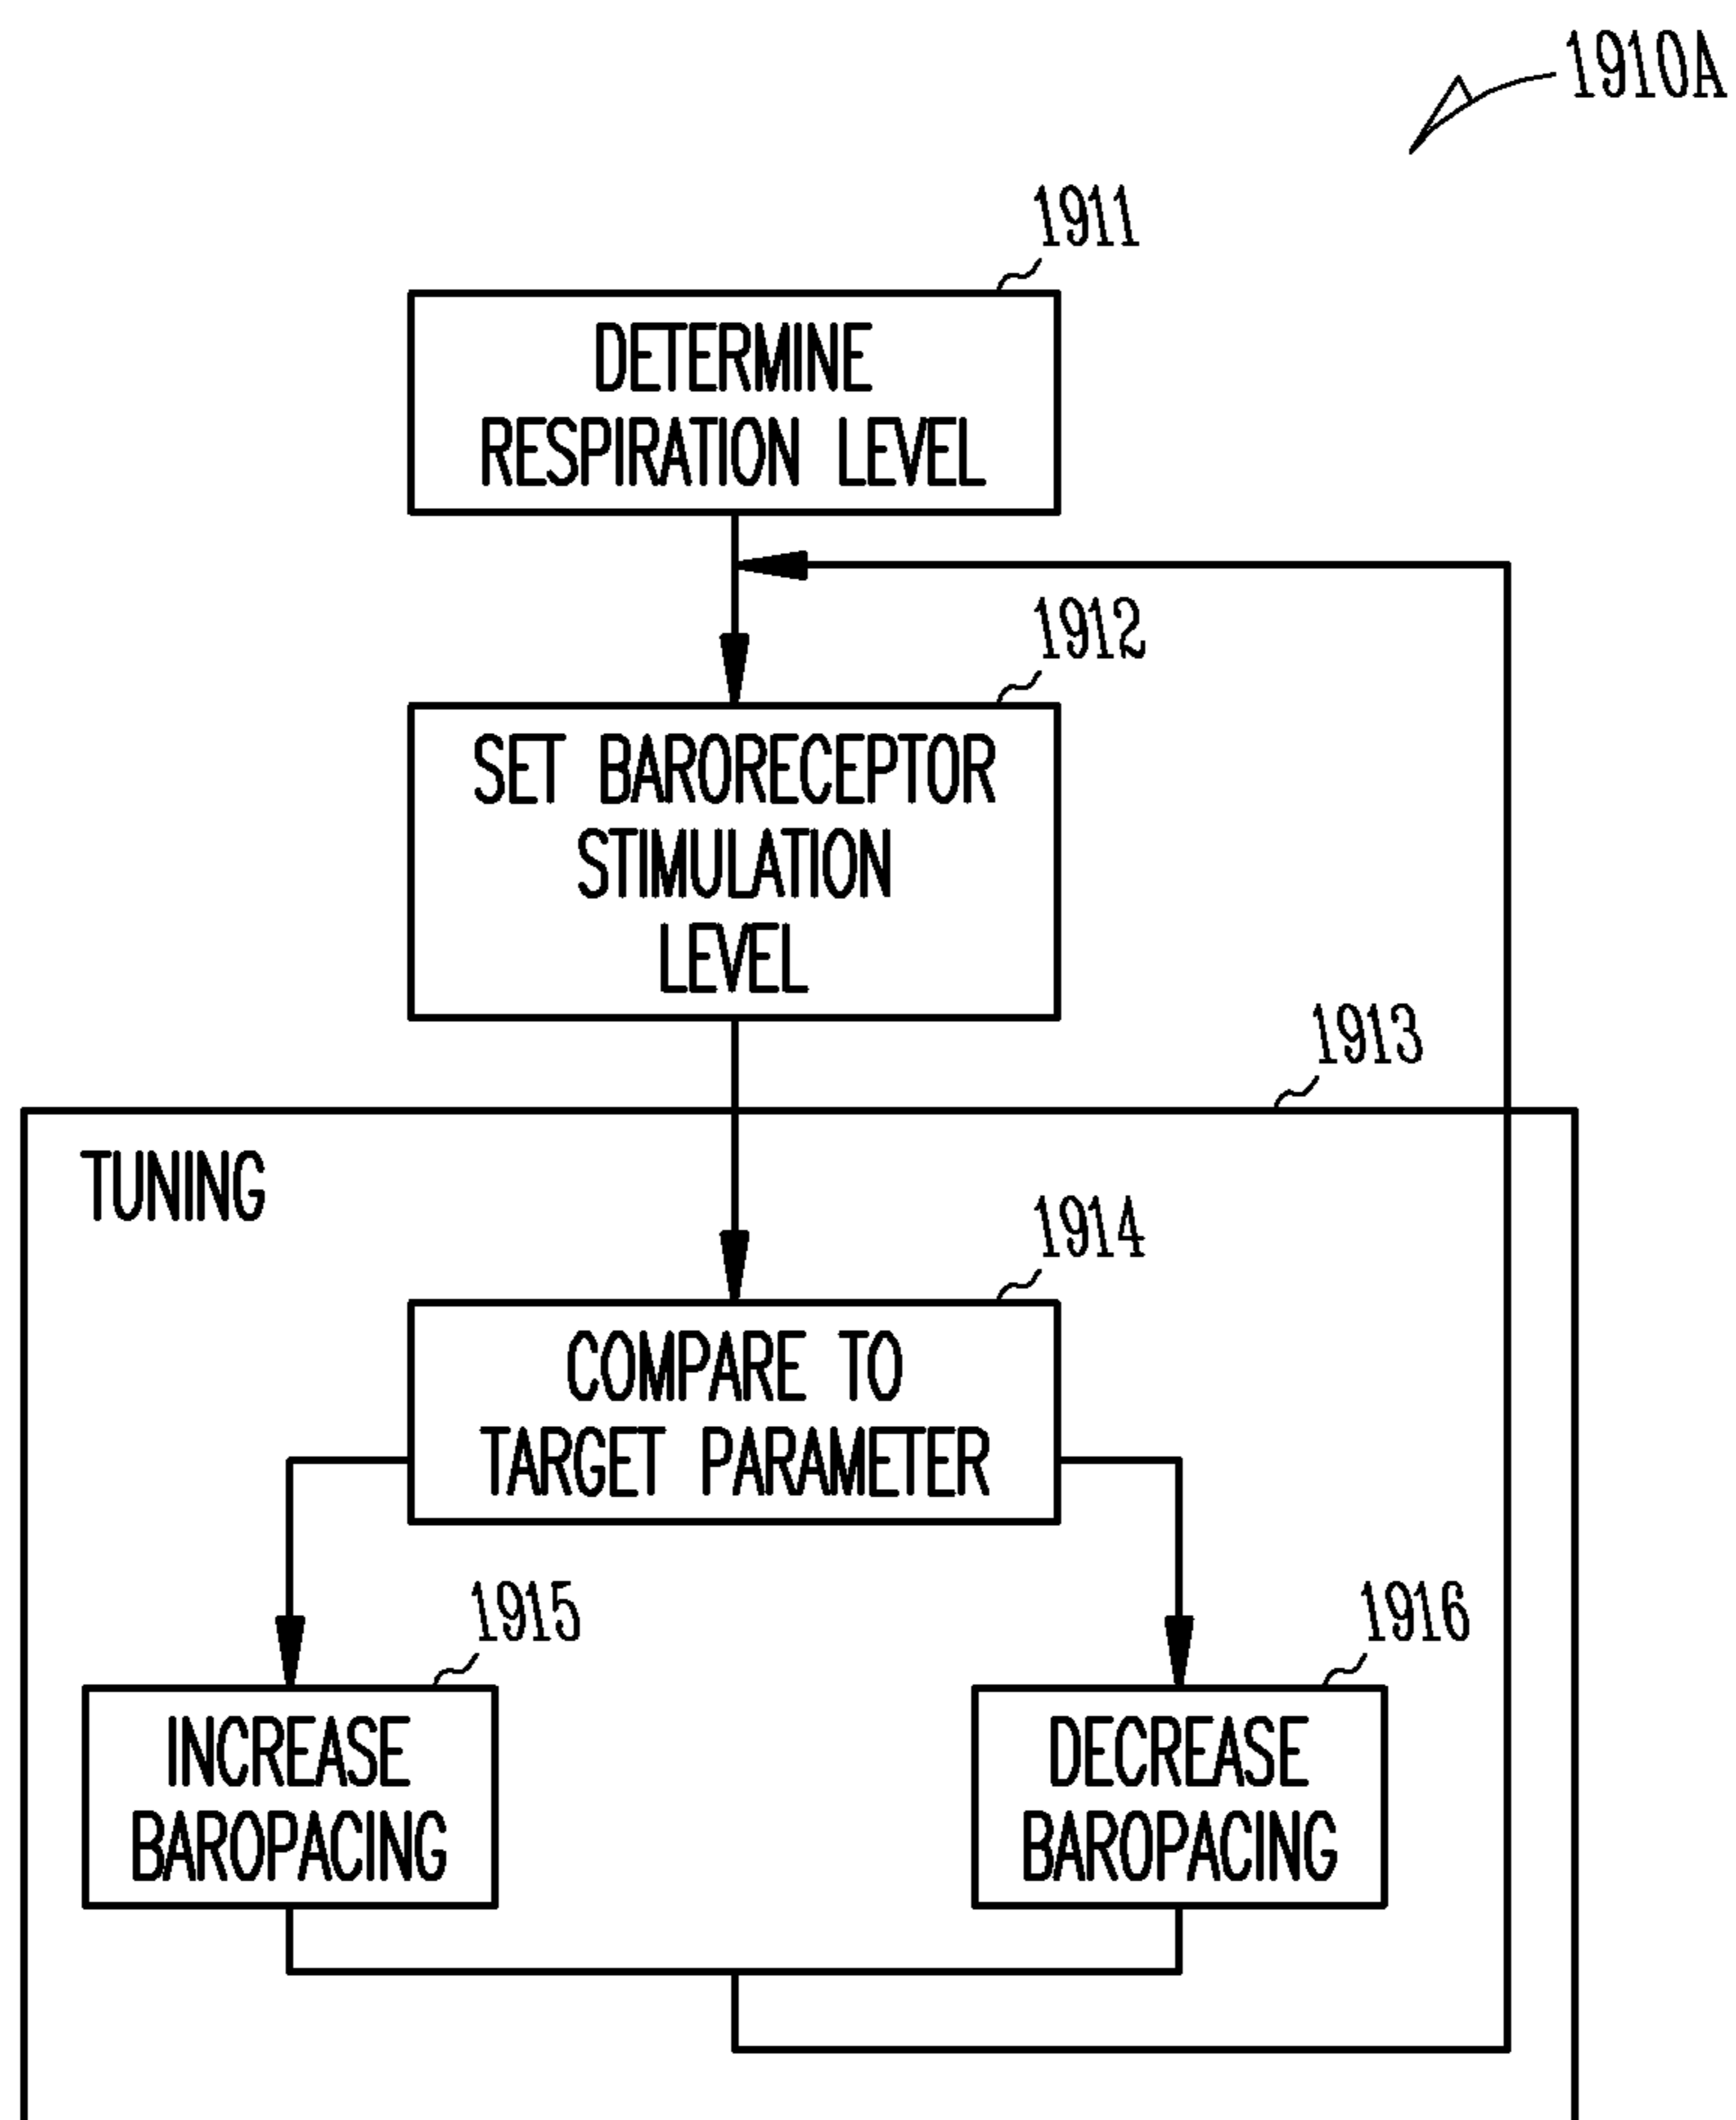 1910A
1911
DETERMINE
RESPIRATION LEVEL
1912
SET BARORECEPTOR
STIMULATION
LEVEL
1913
TUNING
1914
COMPARE TO
TARGET PARAMETER
1915
INCREASE
BAROPACING
1916
DECREASE
BAROPACING